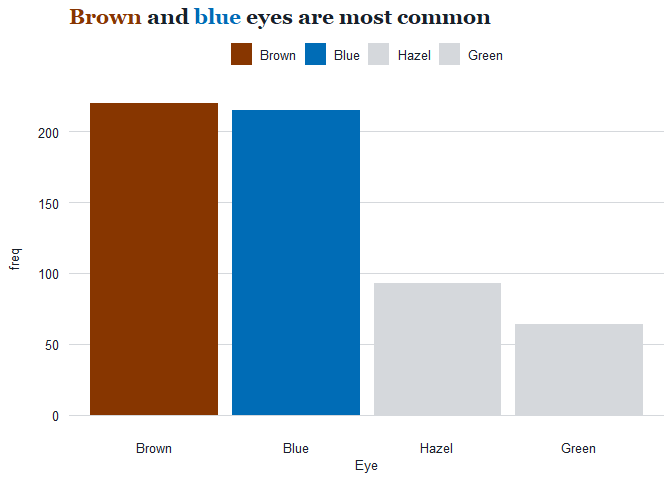 Brown and blue eyes are most common
Brown Blue Hazel Green
200
150
100
50
0
freq
Brown Blue Hazel Green
Eye